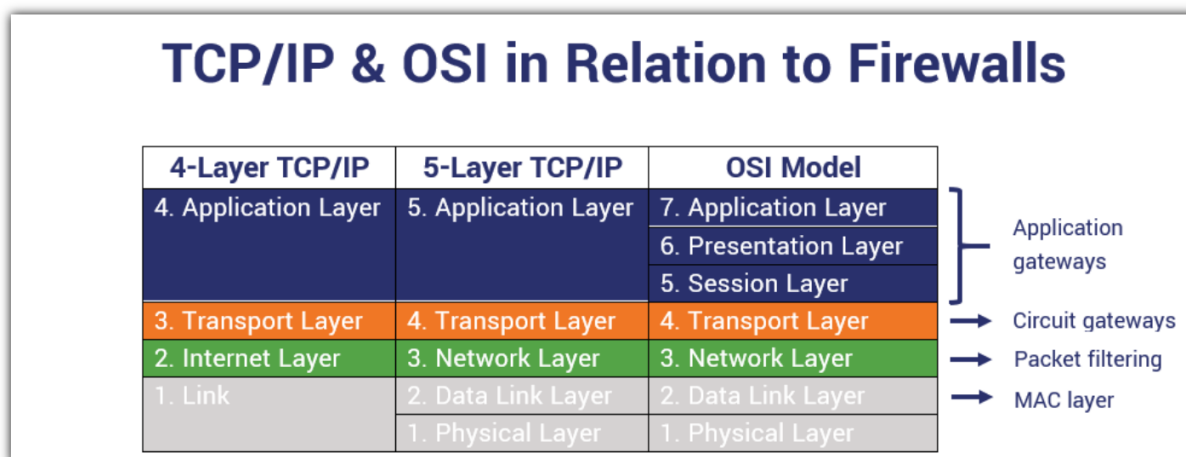 TCP/IP & OSI in Relation to Firewalls
4-Layer TCP/IP 5-Layer TCP/IP OSI Model
4. Application Layer 5. Application Layer 7. Application Layer
6. Presentation Layer
5. Session Layer
Application
gateways
3. Transport Layer 4. Transport Layer 4. Transport Layer Circuit gateways
2. Internet Layer 3. Network Layer 3. Network Layer Packet filtering
1. Link 2. Data Link Layer 2. Data Link Layer MAC layer
1. Physical Layer 1. Physical Layer